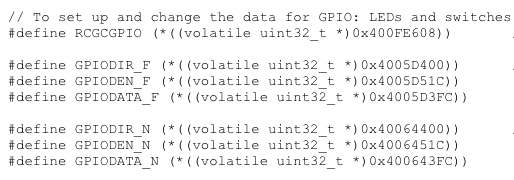 // To set up and change the data for GPIO: LEDs and switches
#define RCGCGPIO (*((volatile uint32_t *)0x400FE608))
#define GPIODIR_F (*((volatile uint32_t *)0x4005D400))
#define GPIODEN_F (*((volatile uint32_t *)0x4005D51C))
#define GPIODATA_F (*((volatile uint32_t *)0x4005D3FC))
#define GPIODIR_N (*((volatile uint32_t *)0x40064400))
#define GPIODEN_N (*((volatile uint32_t *)0x4006451C))
#define GPIODATA_N (*((volatile uint32_t *)0x400643FC))